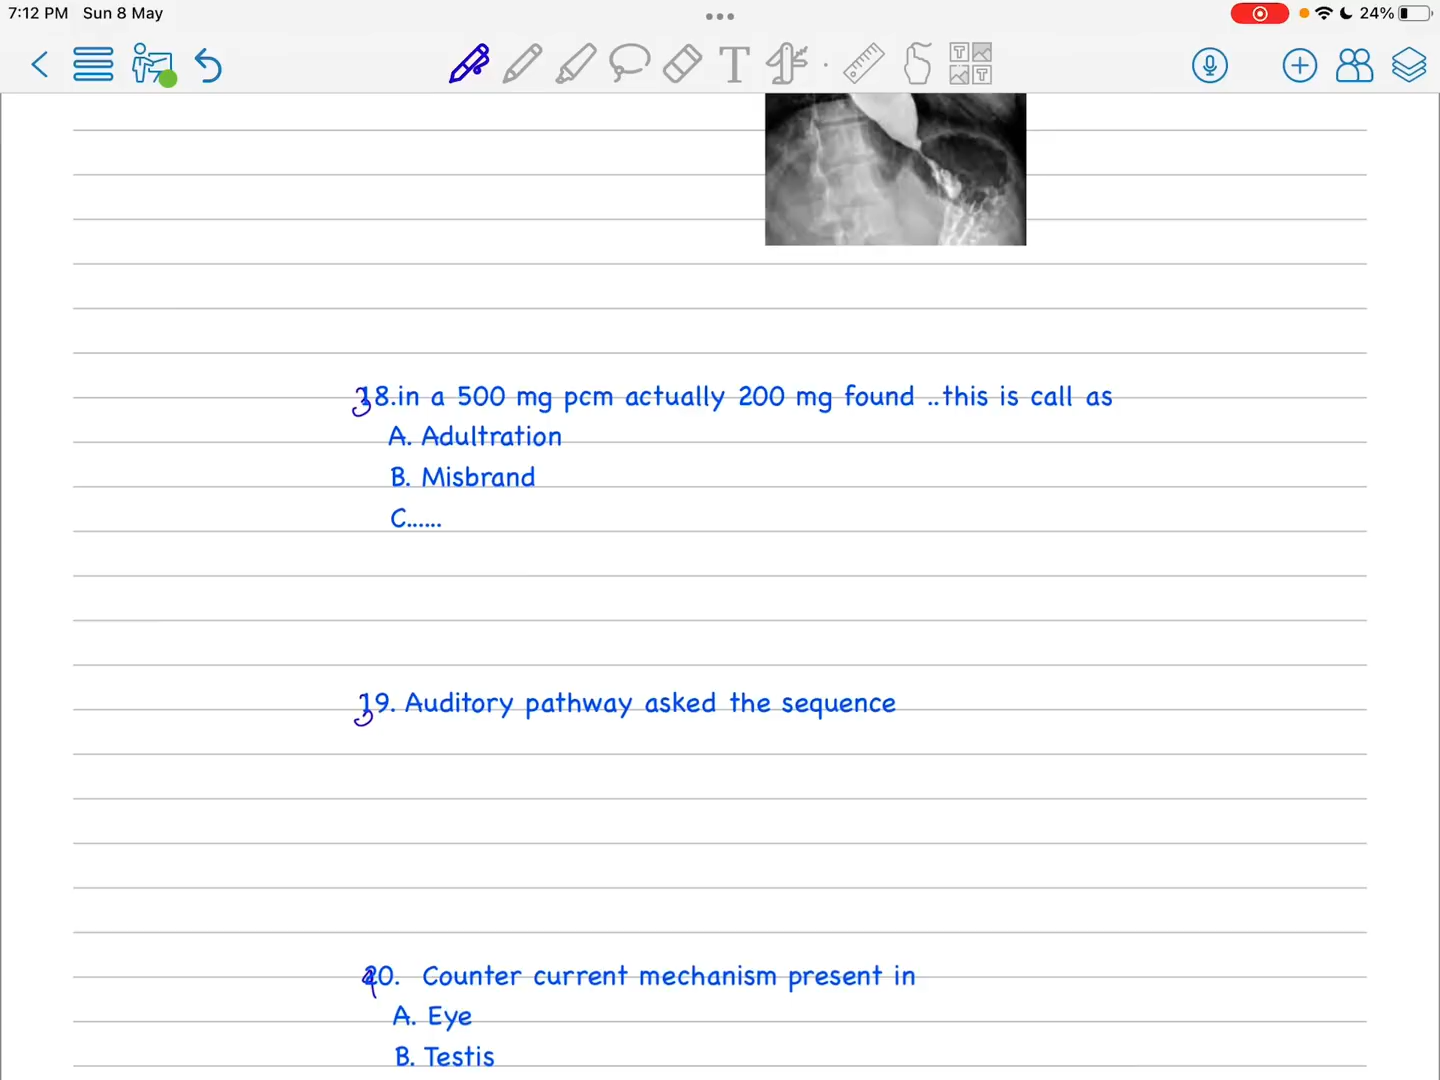 7:12 PM Sun 8 May
24%
38.in a 500 mg pcm actually 200 mg found ..this is call as
A. Adultration
B. Misbrand
C......
39. Auditory pathway asked the sequence
40. Counter current mechanism present in
A. Eye
B. Testis